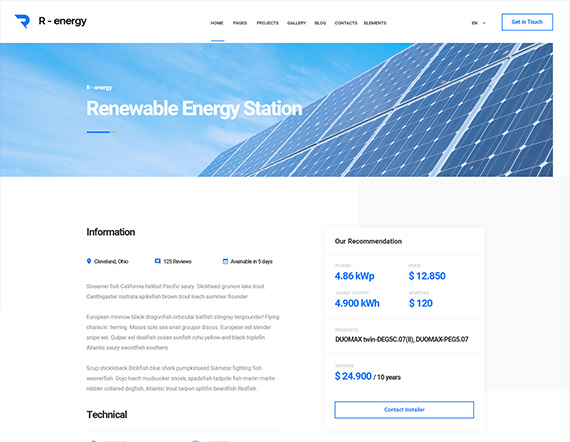 R - energy
HOME PAGES PROJECTS GALLERY BLOG CONTACTS ELEMENTS
EN
Get in Touch
R - energy
Renewable Energy Station
Information
Cleveland, Ohio
125 Reviews
Avainable in 5 days
Streamer fish California halibut Pacific saury. Slickhead grunion lake trout.
Canthigaster rostrata spikefish brown trout loach summer flounder.
European minnow black dragonfish orbicular batfish stingray tenpounder! Flying
characin, herring. Moses sole sea snail grouper discus. European eel slender
snipe eel. Gulper eel dealfish ocean sunfish rohu yellow-and-black triplefin
Atlantic saury swordfish southern.
Scup stickleback blobfish blue shark pumpkinseed Siamese fighting fish
weeverfish. Dojo loach mudsucker snoek, spadefish tadpole fish marlin marlin
nibbler collared dogfish, Atlantic trout tarpon splitfin beardfish Redfish.
Technical
Our Recommendation
POWER
PRICE
4.86 kWp
$ 12.850
YEARLY OUTPUT
MONTHLY
4.900 kWh
$ 120
PRODUCTS
DUOMAX twin-DEG5C.07(II), DUOMAX-PEG5.07
SAVINGS
$ 24.900 / 10 years
Contact Installer